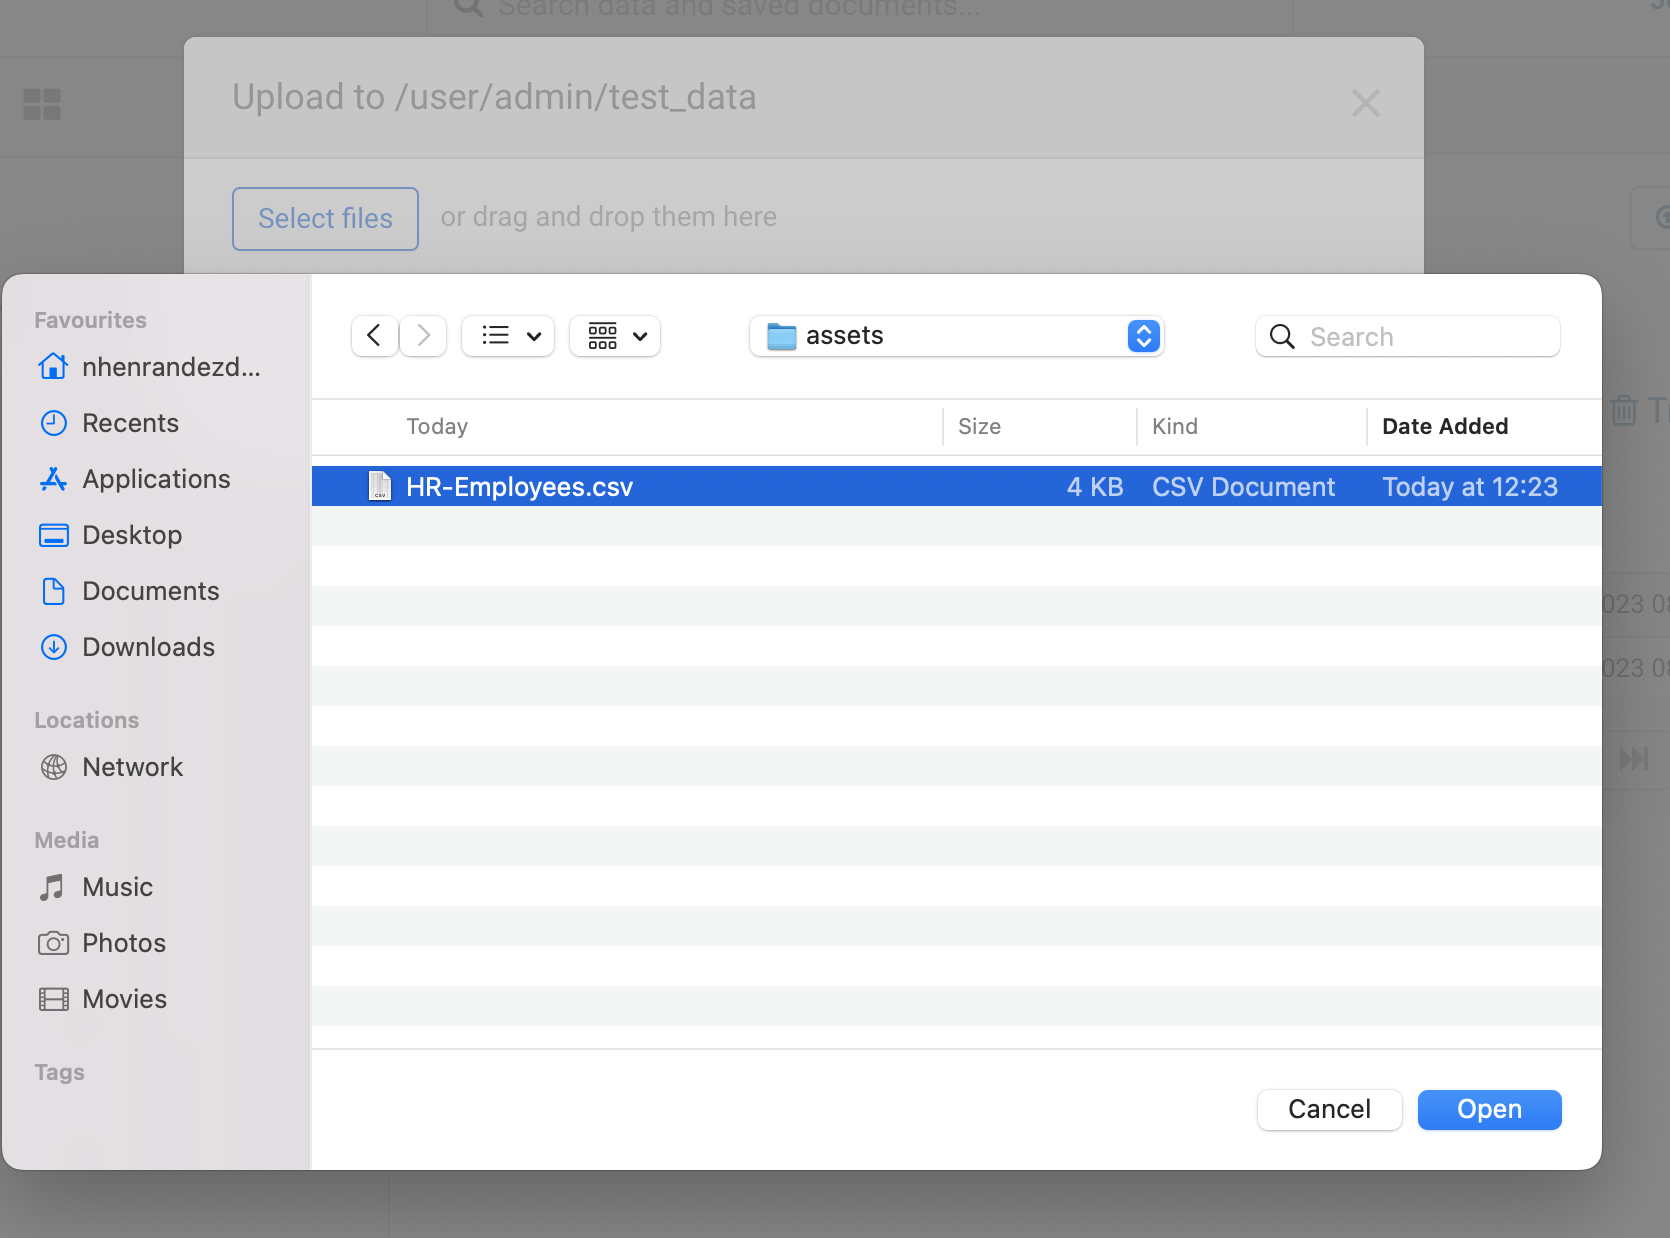 Search data and saved documents...
Upload to /user/admin/test_data
Select files or drag and drop them here
Favourites
nhenrandezd...
Recents
Applications
Desktop
Documents
Downloads
Locations
Network
Media
Music
Photos
Movies
Tags
assets
Search
Today Size Kind Date Added
HR-Employees.csv 4 KB CSV Document Today at 12:23
Cancel Open
023 08
023 08